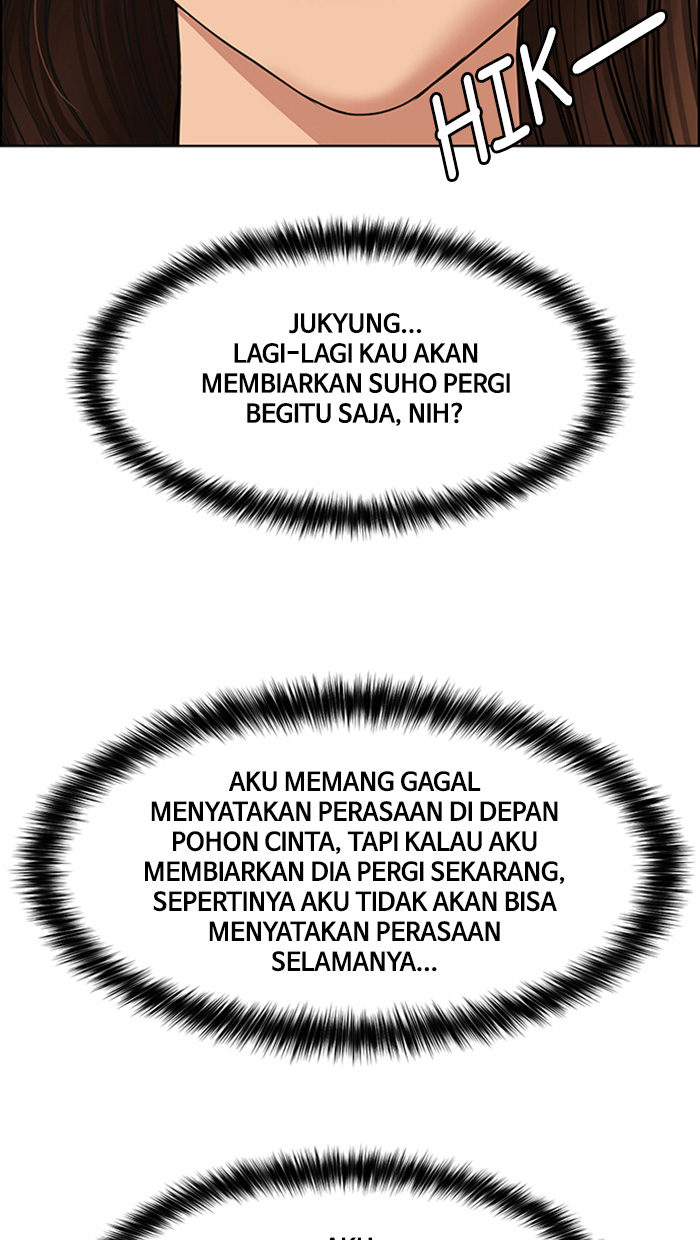 HIK—
JUKYUNG...
LAGI-LAGI KAU AKAN
MEMBIARKAN SUHO PERGI
BEGITU SAJA, NIH?
AKU MEMANG GAGAL
MENYATAKAN PERASAAN DI DEPAN
POHON CINTA, TAPI KALAU AKU
MEMBIARKAN DIA PERGI SEKARANG,
SEPERTINYA AKU TIDAK AKAN BISA
MENYATAKAN PERASAAN
SELAMANYA...